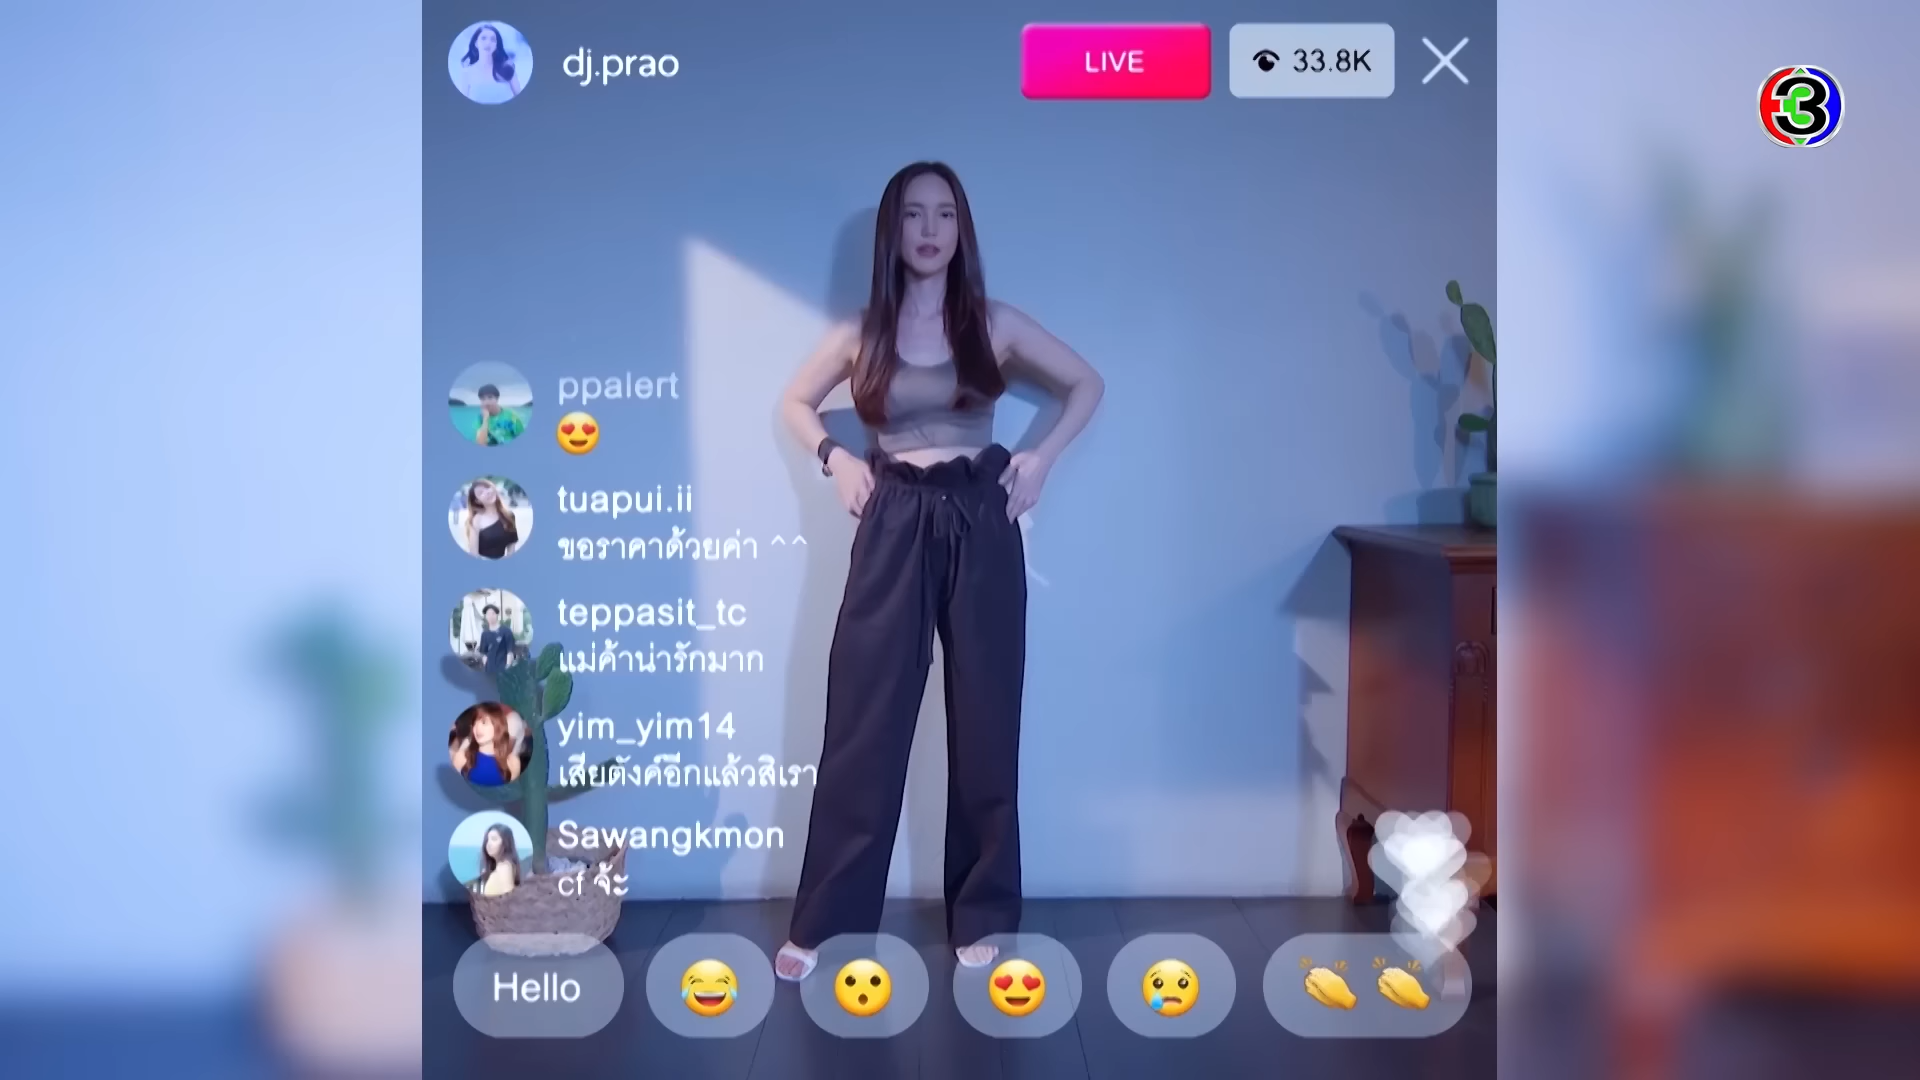 dj.prao
LIVE
33.8K
3
ppalert
tuapui.ii
ขอราคาด้วยค่า ^^
teppasit_tc
แม่ค้าน่ารักมาก
yim_yim14
เสียตังค์อีกแล้วสิเรา
Sawangkmon
cf จ้ะ
Hello